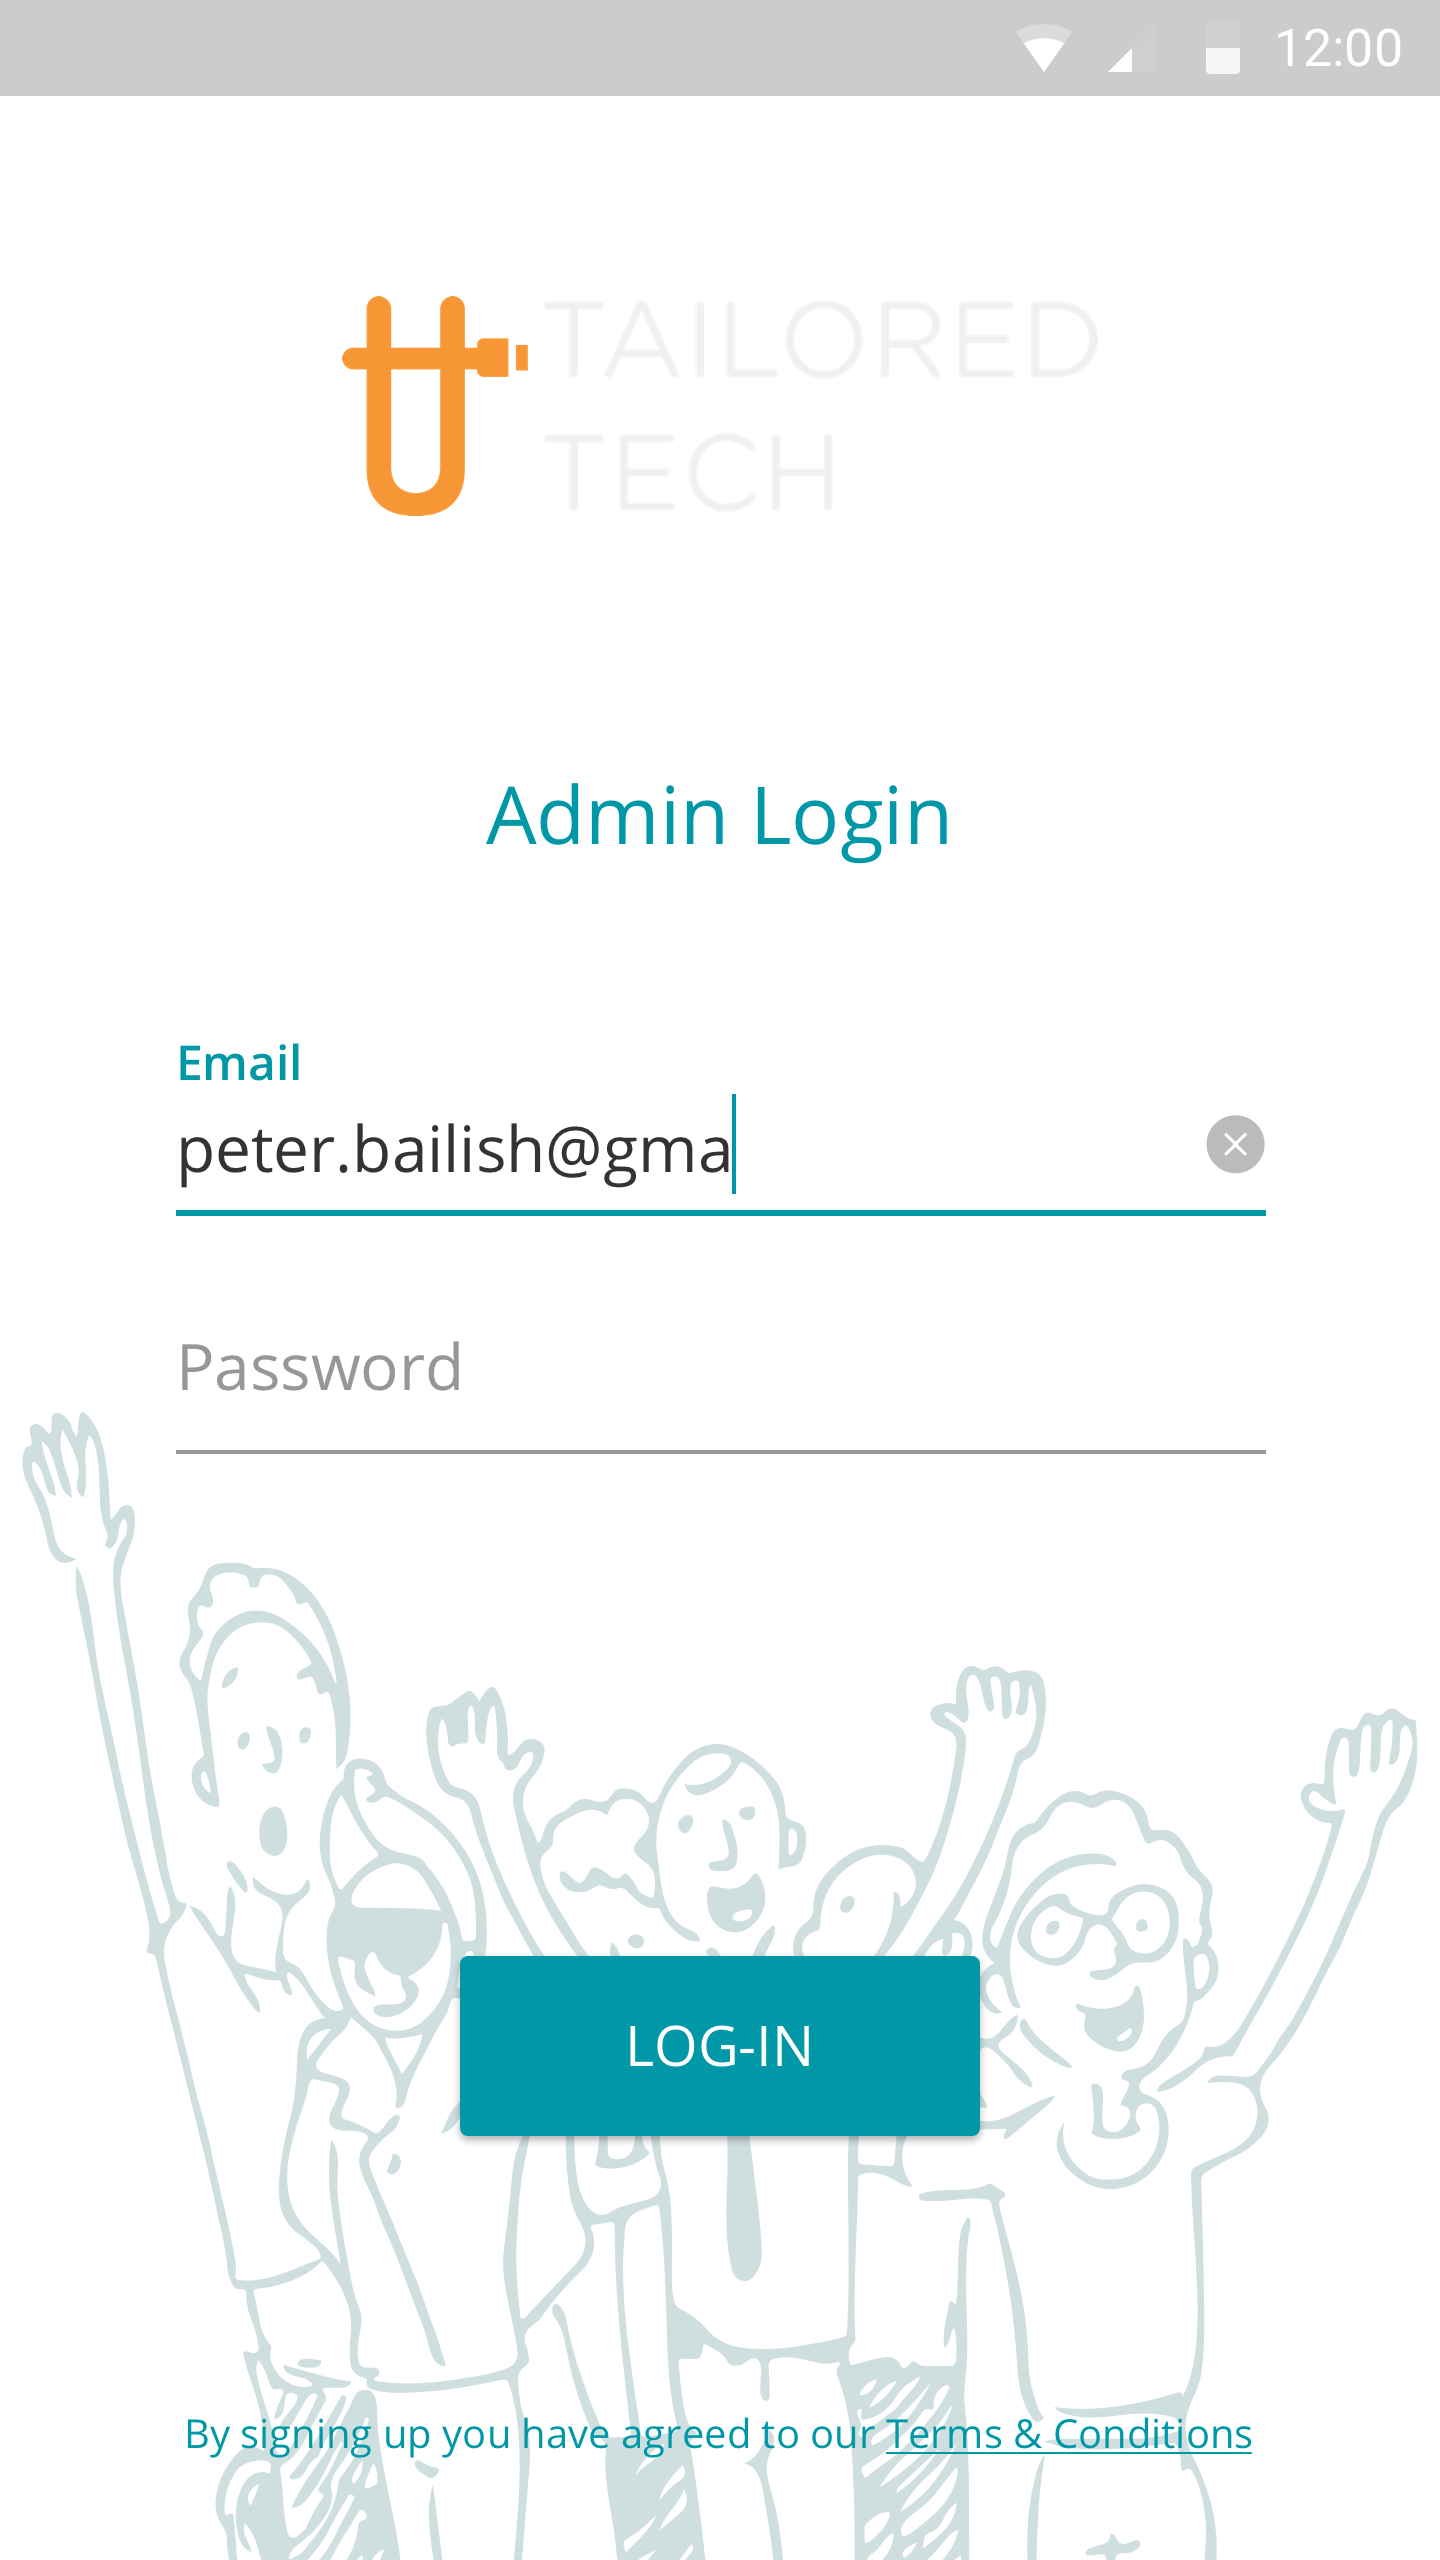 12:00
TAILORED
TECH
Admin Login
Email
peter.bailish@gma
Password
LOG-IN
By signing up you have agreed to our Terms & Conditions